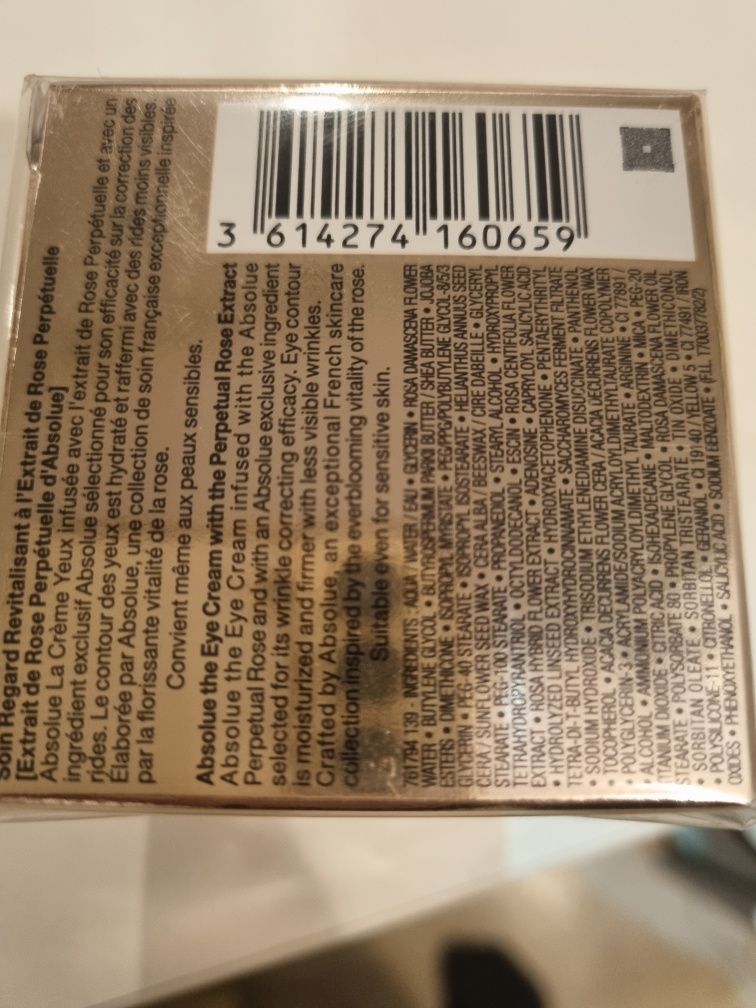 Soin Regard Revitalisant à l'Extrait de Rose Perpétuelle
[Extrait de Rose Perpétuelle d'Absolue]
Absolue La Crème Yeux infusée avec l'extrait de Rose Perpétuelle et avec un
ingrédient exclusif Absolue sélectionné pour son efficacité sur la correction des
rides. Le contour des yeux est hydraté et raffermi avec des rides moins visibles.
Élaborée par Absolue, une collection de soin française exceptionnelle inspirée
par la florissante vitalité de la rose.
Convient même aux peaux sensibles.
Absolue the Eye Cream with the Perpetual Rose Extract
Absolue the Eye Cream infused with the Absolue
Perpetual Rose and with an Absolue exclusive ingredient
selected for its wrinkle correcting efficacy. Eye contour
is moisturized and firmer with less visible wrinkles.
Crafted by Absolue, an exceptional French skincare
collection inspired by the everblooming vitality of the rose.
Suitable even for sensitive skin.
761794 139 - INGREDIENTS : AQUA / WATER / EAU • GLYCERIN • ROSA DAMASCENA FLOWER
WATER • BUTYLENE GLYCOL • BUTYROSPERMUM PARKII BUTTER / SHEA BUTTER • JOJOBA
ESTERS • DIMETHICONE • ISOPROPYL MYRISTATE • PEG/PPG/POLYBUTYLENE GLYCOL-8/5/3
GLYCERIN • PEG-40 STEARATE • ISOPROPYL ISOSTEARATE • HELIANTHUS ANNUUS SEED
CERA / SUNFLOWER SEED WAX • CERA ALBA / BEESWAX / CIRE DABEILLE • GLYCERYL
STEARATE • PEG-100 STEARATE • PROPANEDIOL • STEARYL ALCOHOL • HYDROXYPROPYL
TETRAHYDROPYRANTRIOL • OCTYLDODECANOL • ESCIN • ROSA CENTIFOLIA FLOWER
EXTRACT • ROSA HYBRID FLOWER EXTRACT • ADENOSINE • CAPRYLOYL SALICYLIC ACID
• HYDROLYZED LINSEED EXTRACT • HYDROXYACETOPHENONE • PENTAERYTHRITYL
TETRA-DI-T-BUTYL HYDROXYHYDROCINNAMATE • SACCHAROMYCES FERMENT FILTRATE
• SODIUM HYDROXIDE • TRISODIUM ETHYLENEDIAMINE DISUCCINATE • PANTHENOL
• TOCOPHEROL • ACACIA DECURRENS FLOWER CERA / ACACIA DECURRENS FLOWER WAX
POLYGLYCERIN-3 • ACRYLAMIDE/SODIUM ACRYLOYLDIMETHYLTAURATE COPOLYMER
• ALCOHOL • AMMONIUM POLYACRYLOYLDIMETHYL TAURATE • ARGININE • CI 77891 /
TITANIUM DIOXIDE • CITRIC ACID • ISOHEXADECANE • MALTODEXTRIN • MICA • PEG-20
STEARATE • POLYSORBATE 80 • PROPYLENE GLYCOL • ROSA DAMASCENA FLOWER OIL
• SORBITAN OLEATE • SORBITAN TRISTEARATE • TIN OXIDE • DIMETHICONOL
• POLYSILICONE-11 • CITRONELLOL • GERANIOL • CI 19140 / YELLOW 5 • CI 77491 / IRON
OXIDES • PHENOXYETHANOL • SALICYLIC ACID • SODIUM BENZOATE • (F.I.L. T70037782/2)
3 614274 160659